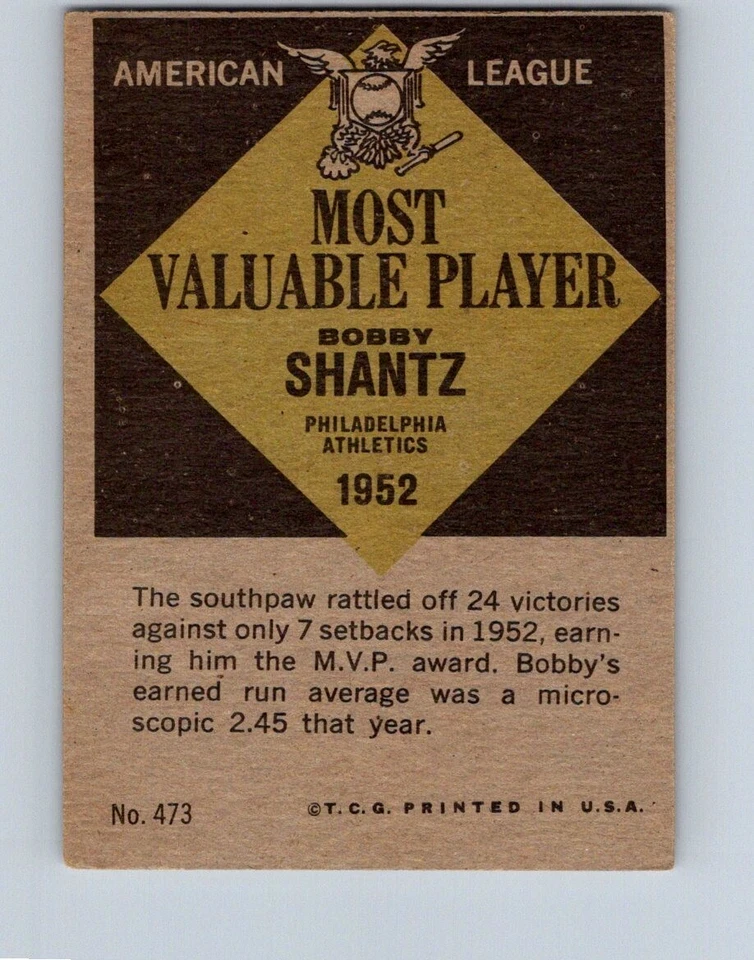 AMERICAN LEAGUE
MOST
VALUABLE PLAYER
BOBBY
SHANTZ
PHILADELPHIA
ATHLETICS
1952
The southpaw rattled off 24 victories
against only 7 setbacks in 1952, earn-
ing him the M.V.P. award. Bobby's
earned run average was a micro-
scopic 2.45 that year.
No. 473 ©T.C.G. PRINTED IN U.S.A.